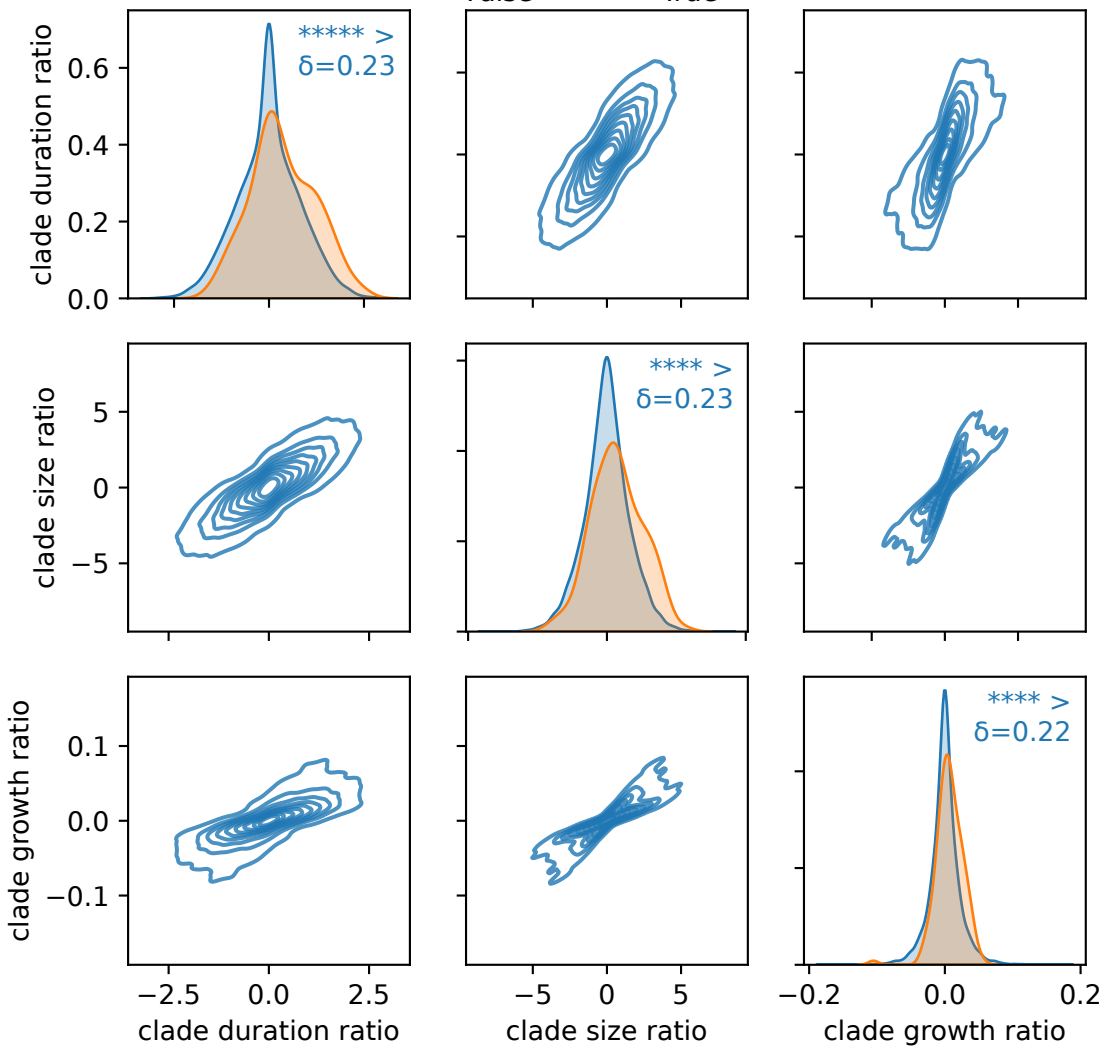 clade duration ratio
0.6
0.4
0.2
0.0
***** >
δ=0.23
clade size ratio
5
0
−5
**** >
δ=0.23
clade growth ratio
0.1
0.0
−0.1
**** >
δ=0.22
−2.5
0.0
2.5
clade duration ratio
−5
0
5
clade size ratio
−0.2
0.0
0.2
clade growth ratio